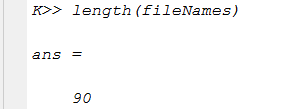 K>> length(fileNames)
ans =
90